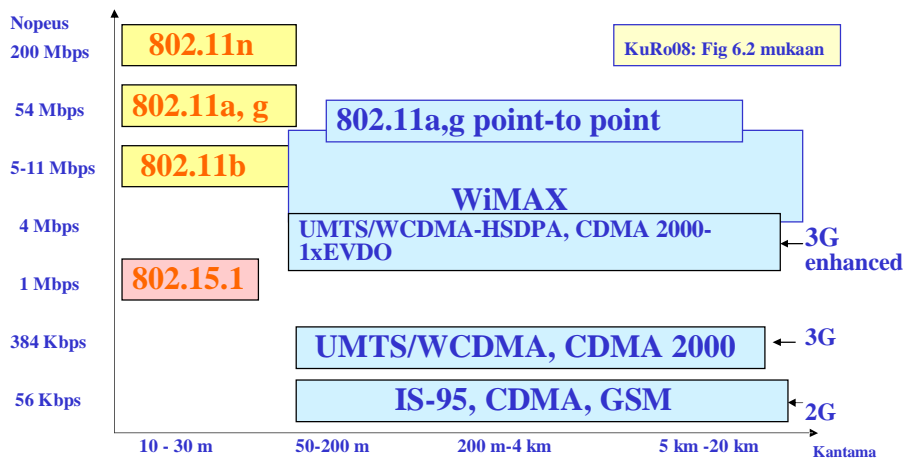 Nopeus
200 Mbps
802.11n
KuRo08: Fig 6.2 mukaan
54 Mbps
802.11a, g
802.11a,g point-to point
5-11 Mbps
802.11b
WiMAX
4 Mbps
UMTS/WCDMA-HSDPA, CDMA 2000-
1xEVDO
3G
enhanced
1 Mbps
802.15.1
384 Kbps
UMTS/WCDMA, CDMA 2000
3G
56 Kbps
IS-95, CDMA, GSM
2G
10 - 30 m
50-200 m
200 m-4 km
5 km -20 km
Kantama